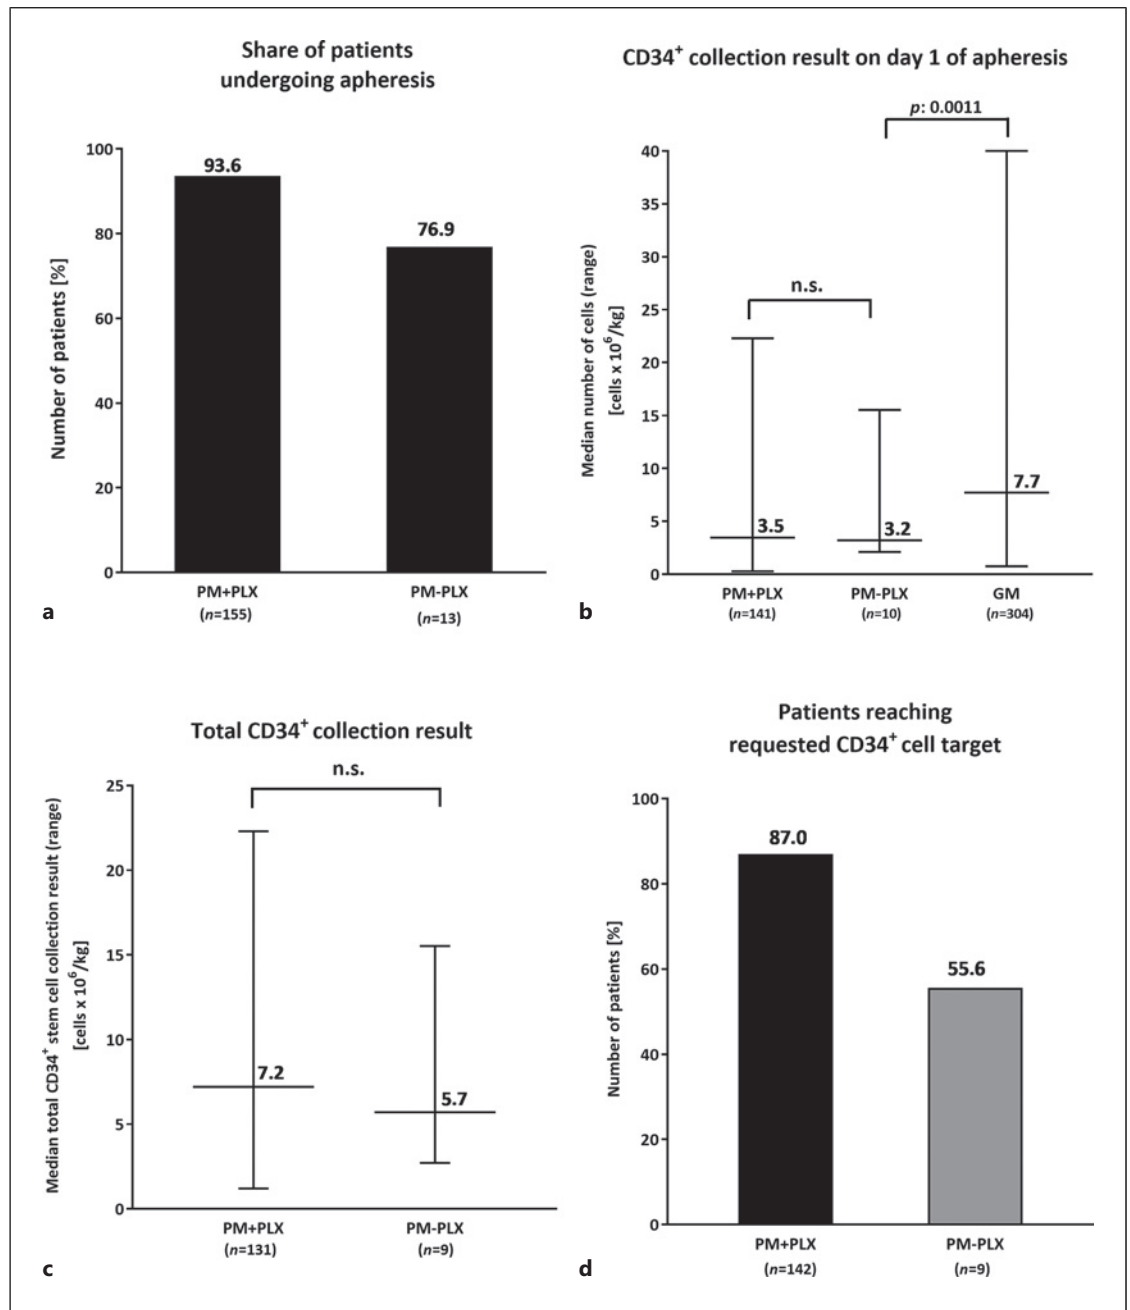 Share of patients
undergoing apheresis
Number of patients [%]
100
80
60
40
20
0
93.6
76.9
PM+PLX
(n=155)
PM-PLX
(n=13)
a
CD34+ collection result on day 1 of apheresis
p: 0.0011
n.s.
Median number of cells (range)
[cells x 10⁶/kg]
40
35
30
25
20
15
10
5
0
3.5
3.2
7.7
PM+PLX
(n=141)
PM-PLX
(n=10)
GM
(n=304)
b
Total CD34+ collection result
n.s.
Median total CD34+ stem cell collection result (range)
[cells x 10⁶/kg]
25
20
15
10
5
0
7.2
5.7
PM+PLX
(n=131)
PM-PLX
(n=9)
c
Patients reaching
requested CD34+ cell target
Number of patients [%]
100
80
60
40
20
0
87.0
55.6
PM+PLX
(n=142)
PM-PLX
(n=9)
d